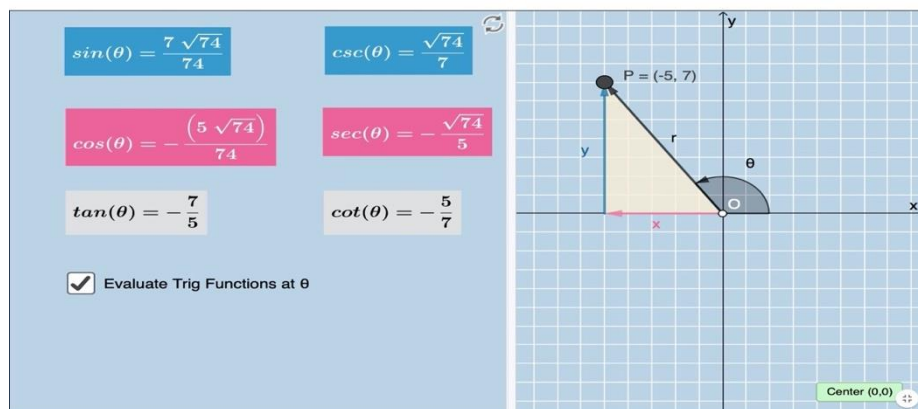 sin(θ) = 7 √74 / 74
csc(θ) = √74 / 7
cos(θ) = − (5 √74) / 74
sec(θ) = − √74 / 5
tan(θ) = − 7 / 5
cot(θ) = − 5 / 7
Evaluate Trig Functions at θ
y
P = (-5, 7)
r
y
θ
O
x
x
Center (0,0)